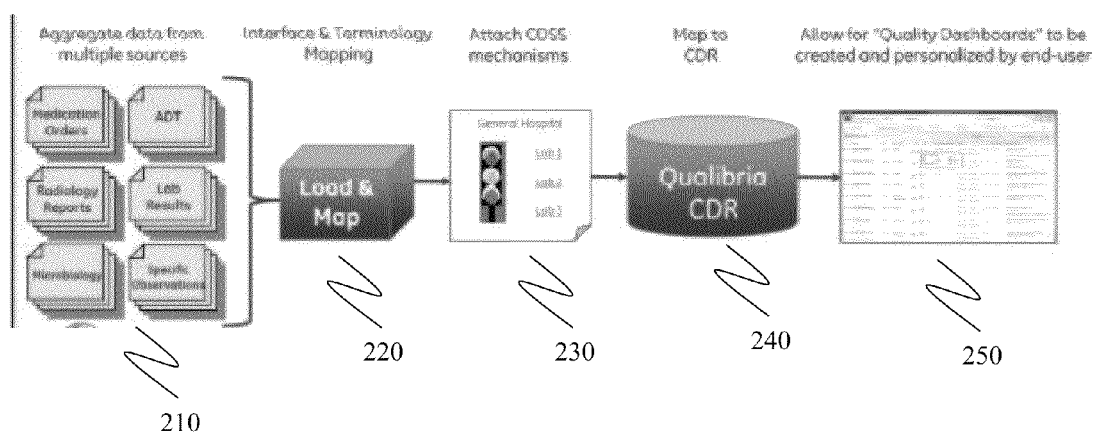 Aggregate data from
multiple sources
Interface & Terminology
Mapping
Attach CDSS
mechanisms
Map to
CDR
Allow for "Quality Dashboards" to be
created and personalized by end-user
Medication
Orders
ADT
Radiology
Reports
Lab
Results
Microbiology
Specific
Observations
Load &
Map
General Hospital
Qualibria
CDR
210
220
230
240
250